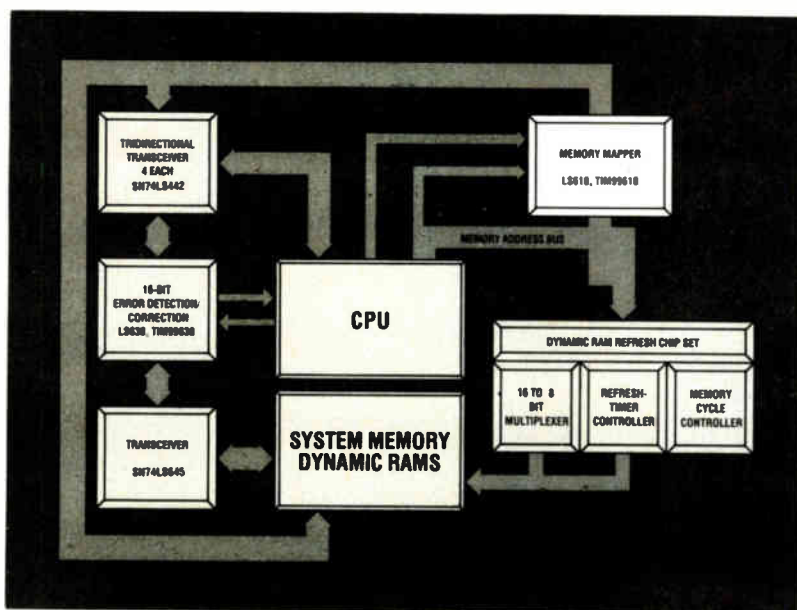 TRIDIRECTIONAL
TRANSCEIVER
4 EACH
SN74LS442
MEMORY MAPPER
LS610, TIM99610
MEMORY ADDRESS BUS
16-BIT
ERROR DETECTION/
CORRECTION
LS630, TIM99630
CPU
DYNAMIC RAM REFRESH CHIP SET
16 TO 8
BIT
MULTIPLEXER
REFRESH-
TIMER
CONTROLLER
MEMORY
CYCLE
CONTROLLER
TRANSCEIVER
SN74LS645
SYSTEM MEMORY
DYNAMIC RAMS